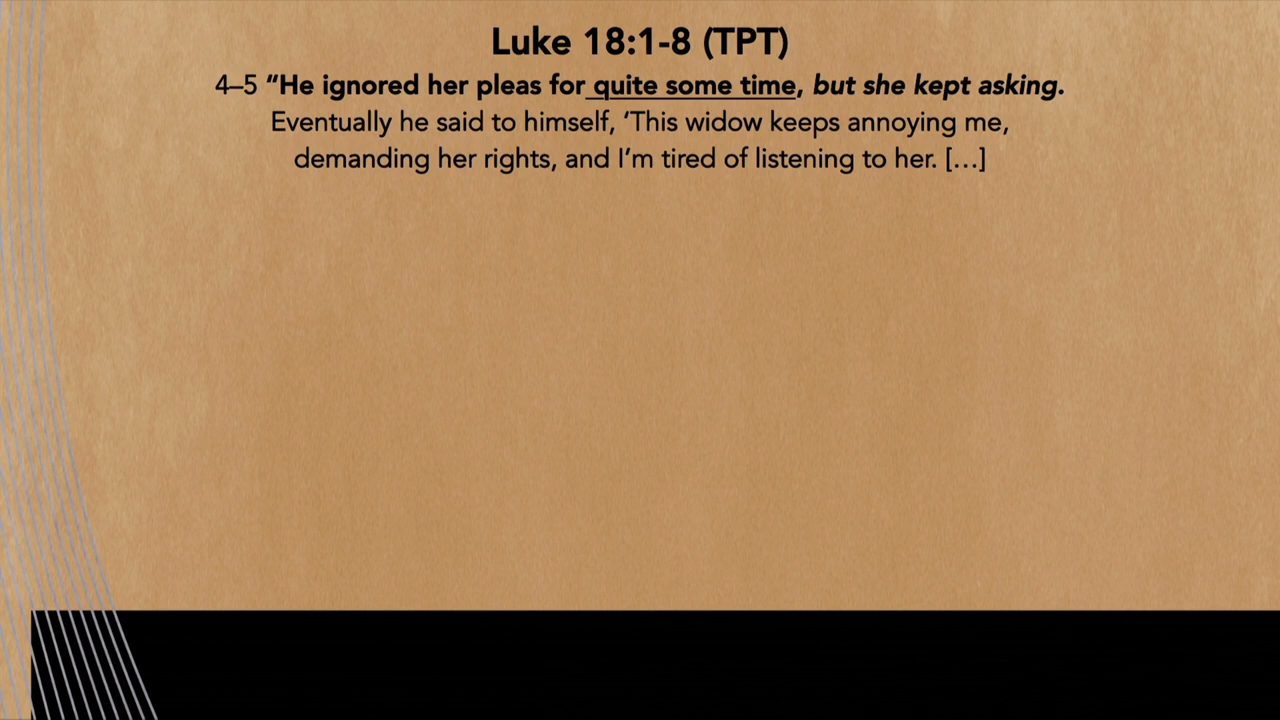 Luke 18:1-8 (TPT)
4–5 “He ignored her pleas for quite some time, but she kept asking.
Eventually he said to himself, ‘This widow keeps annoying me,
demanding her rights, and I’m tired of listening to her. […]